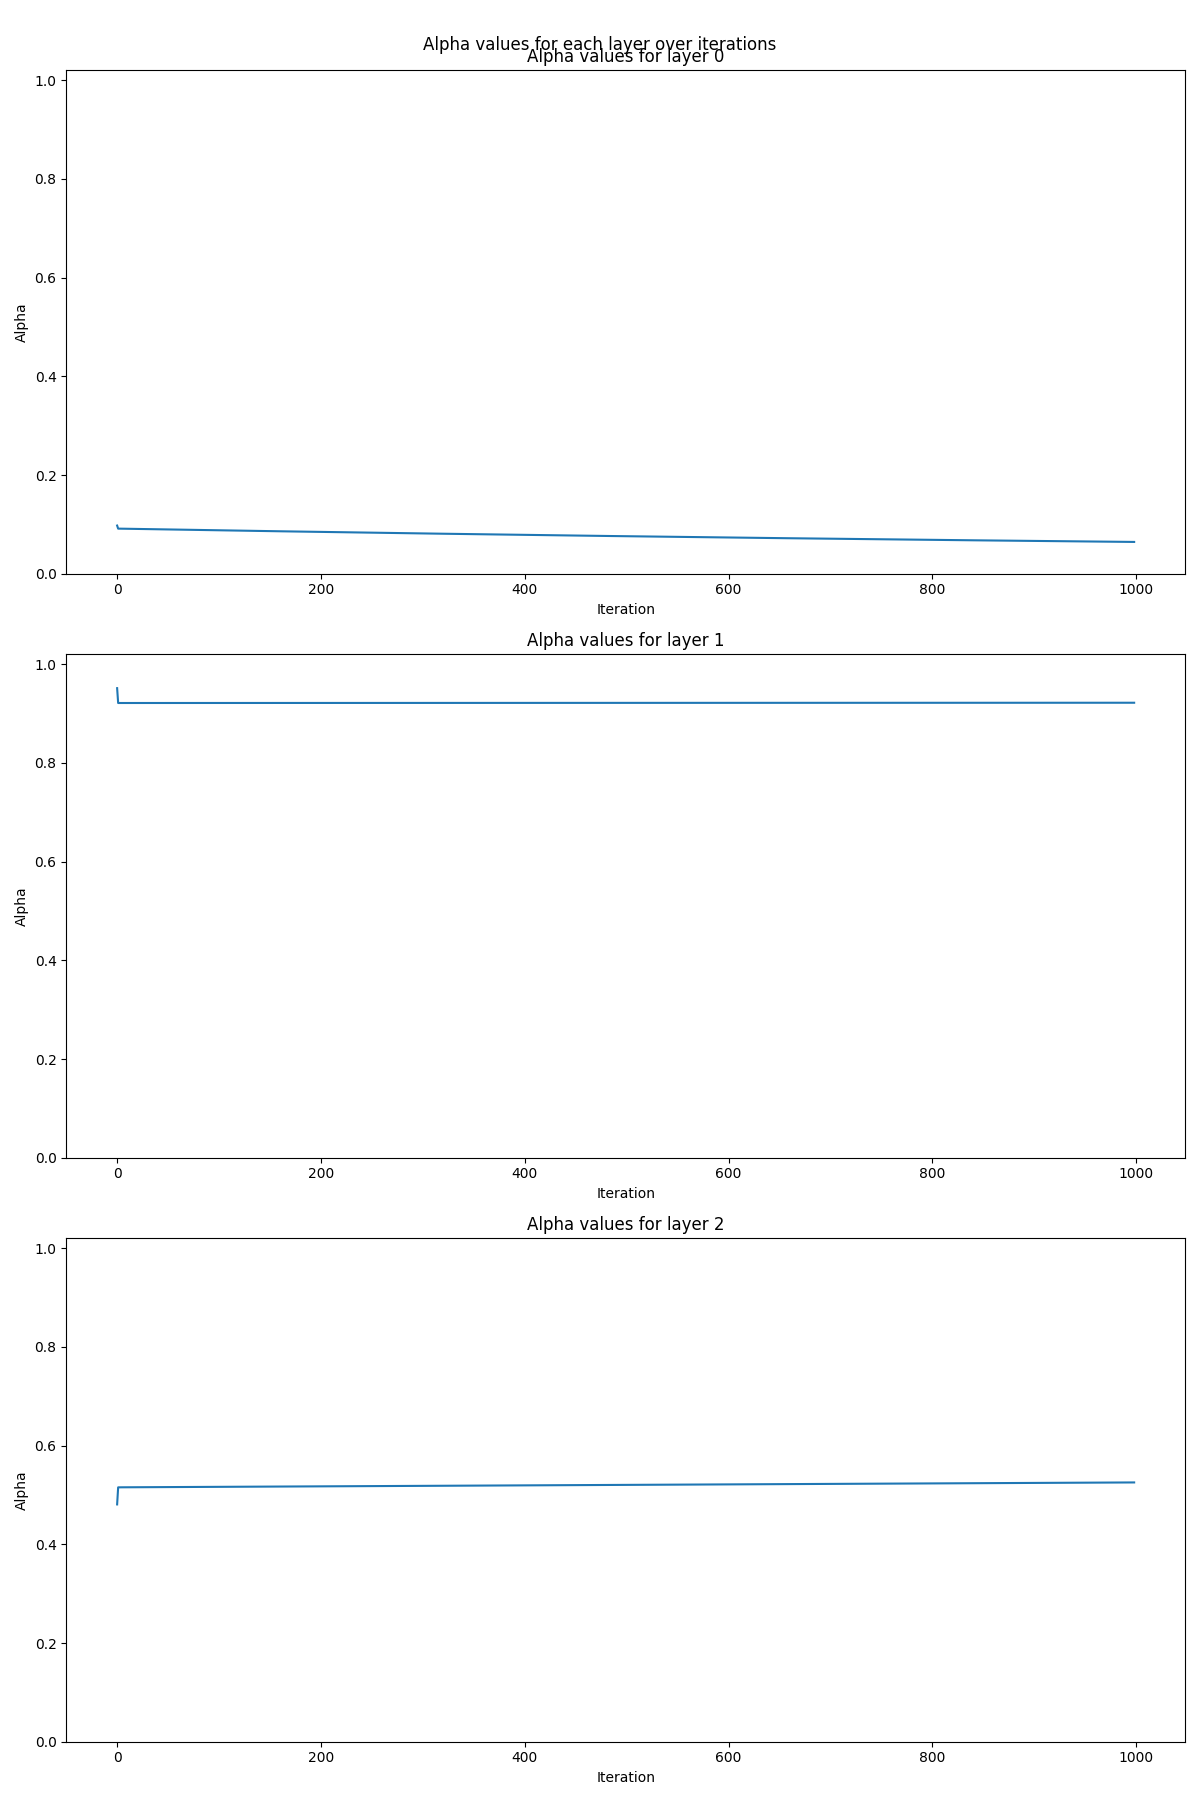 Alpha values for each layer over iterations
Alpha values for layer 0
1.0
0.8
0.6
0.4
0.2
0.0
Alpha
0 200 400 600 800 1000
Iteration
Alpha values for layer 1
1.0
0.8
0.6
0.4
0.2
0.0
Alpha
0 200 400 600 800 1000
Iteration
Alpha values for layer 2
1.0
0.8
0.6
0.4
0.2
0.0
Alpha
0 200 400 600 800 1000
Iteration